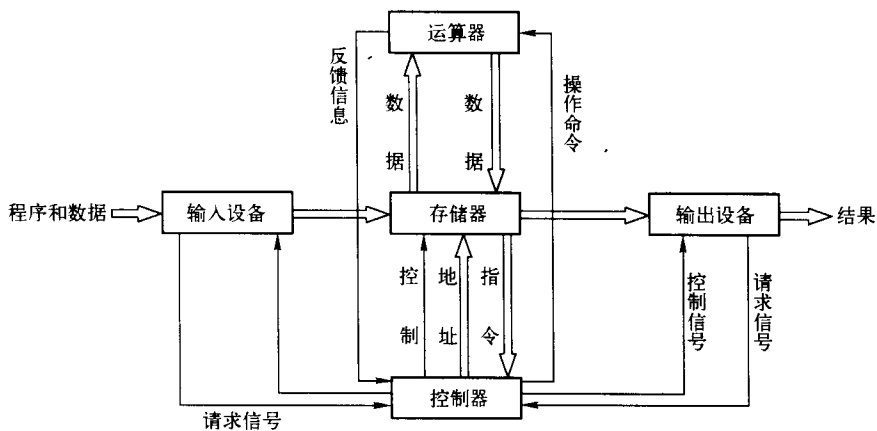 运算器
反馈信息
数据
数据
操作命令
程序和数据
输入设备
存储器
输出设备
结果
控制
地址
指令
控制信号
请求信号
控制器
请求信号